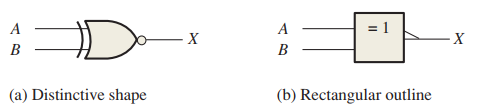 A
B
X
(a) Distinctive shape
A
B
= 1
X
(b) Rectangular outline